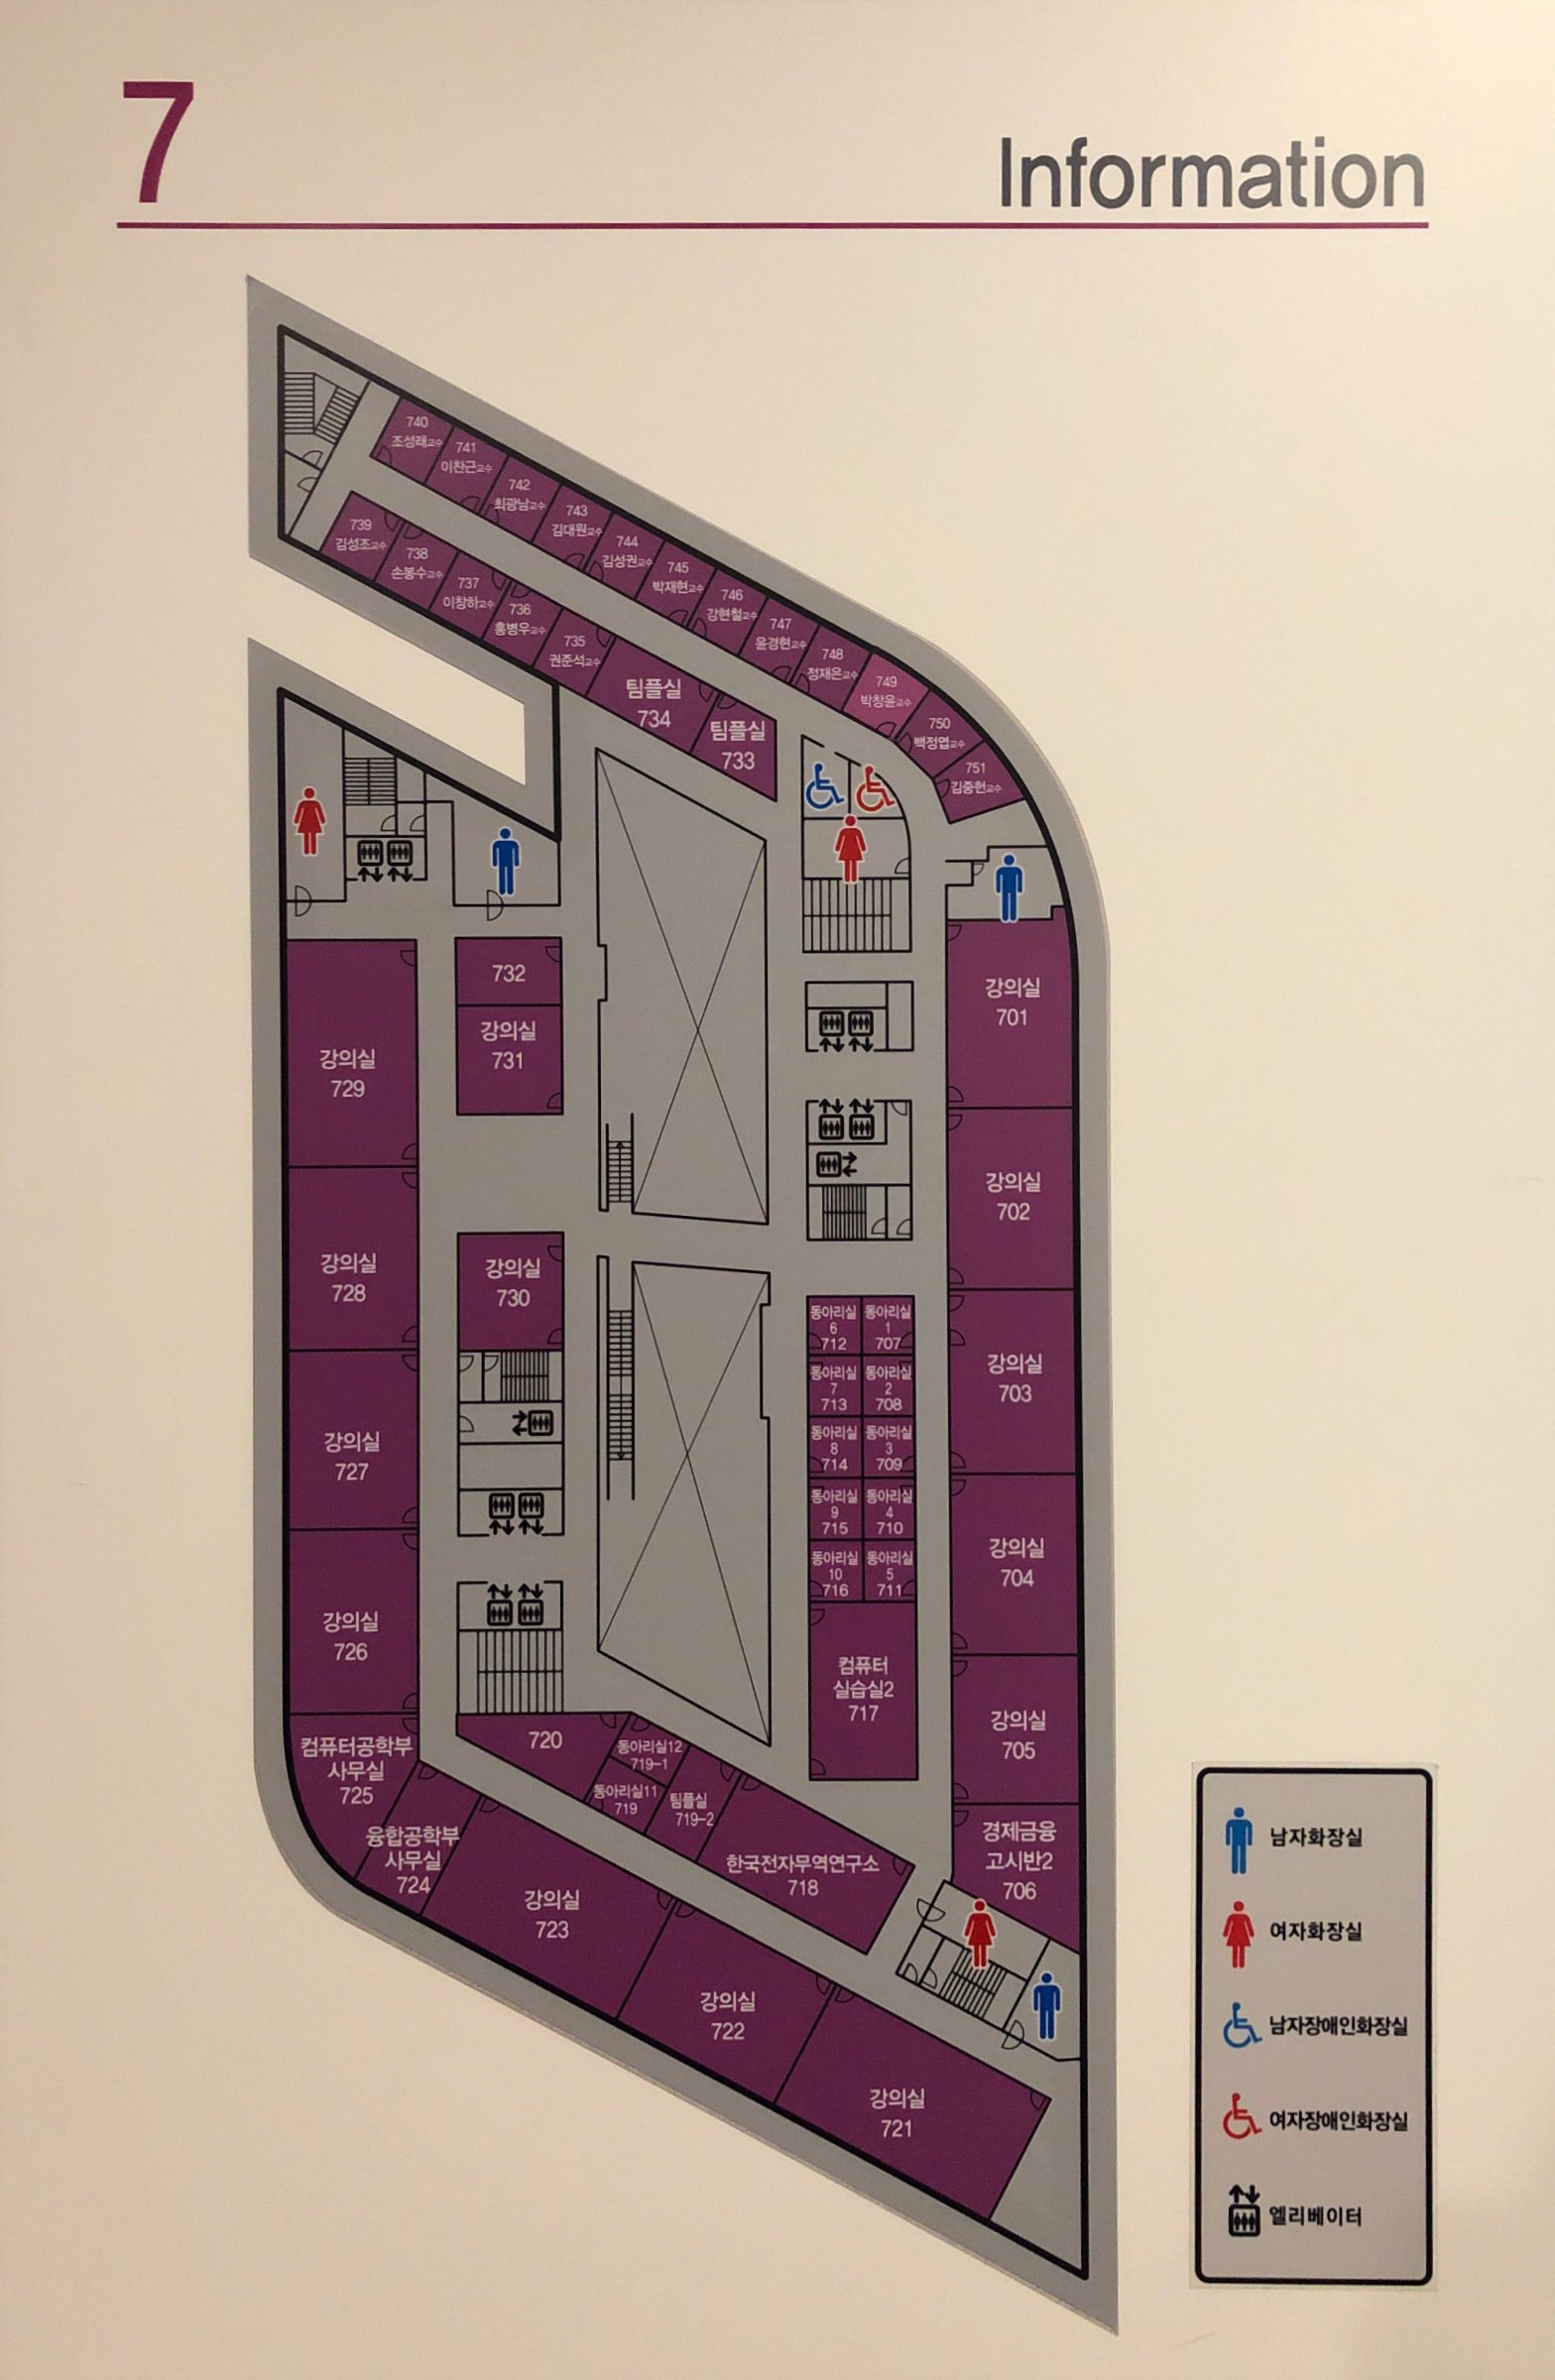 7
Information
740
조성래교수
741
이찬근교수
742
최광남교수
743
김대원교수
744
김성권교수
745
박재현교수
746
강현철교수
747
윤경현교수
748
정재은교수
749
박창윤교수
750
백정엽교수
751
김중헌교수
739
김성조교수
738
손봉수교수
737
이창하교수
736
홍병우교수
735
권준석교수
팀플실
734
팀플실
733
732
강의실
731
강의실
729
강의실
728
강의실
727
강의실
726
강의실
730
강의실
701
강의실
702
강의실
703
강의실
704
강의실
705
경제금융
고시반2
706
동아리실
6
712
동아리실
1
707
동아리실
7
713
동아리실
2
708
동아리실
8
714
동아리실
3
709
동아리실
9
715
동아리실
4
710
동아리실
10
716
동아리실
5
711
컴퓨터
실습실2
717
720
동아리실12
719-1
동아리실11
719
팀플실
719-2
한국전자무역연구소
718
컴퓨터공학부
사무실
725
융합공학부
사무실
724
강의실
723
강의실
722
강의실
721
남자화장실
여자화장실
남자장애인화장실
여자장애인화장실
엘리베이터